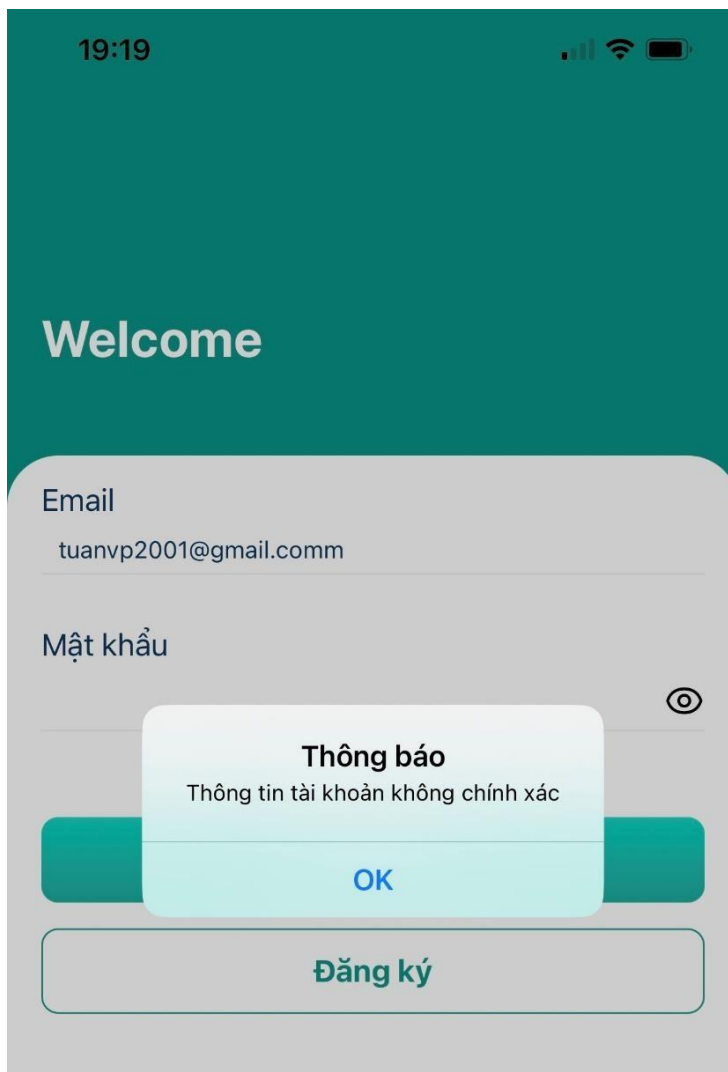 19:19
Welcome
Email
tuanvp2001@gmail.comm
Mật khẩu
Thông báo
Thông tin tài khoản không chính xác
OK
Đăng ký